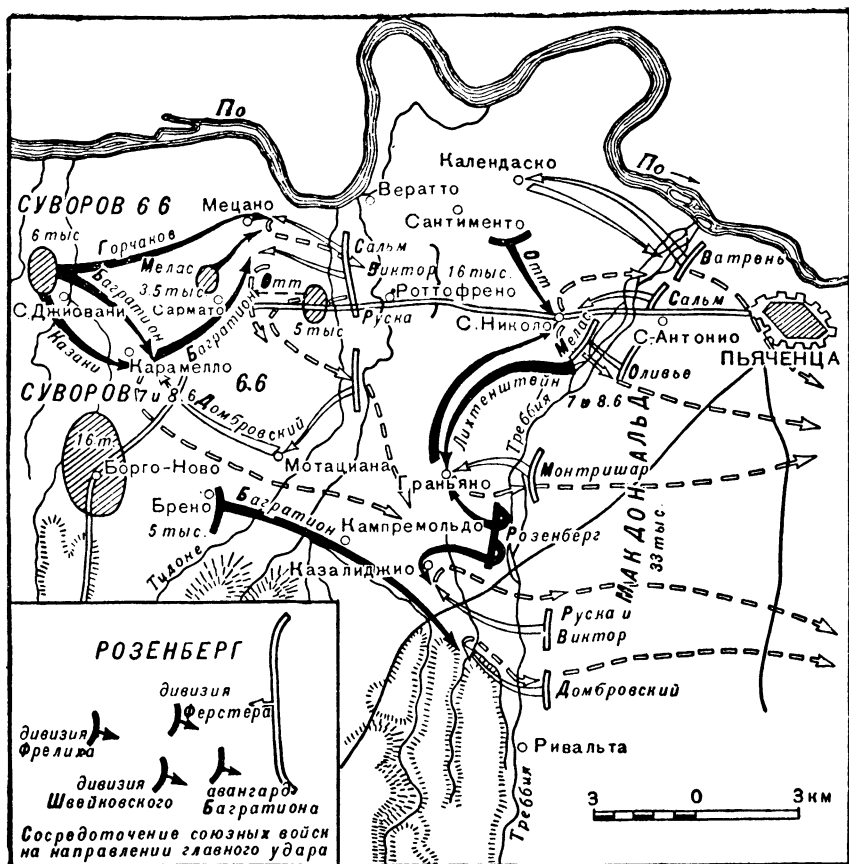 По
По
Календаско
Вератто
СУВОРОВ 6 6
Мецано
Сантименто
6 тыс
Горчаков
Сальм
Отт
Ватрень
Мелас
Виктор 16 тыс.
Багратион
3.5 тыс
Отт
Роттофрено
Сальм
С. Джиовани
Сармато
5 тыс
Руска
С. Николо
С-Антонио
ПЬЯЧЕНЦА
Багратион
Мелас
Казаки
Карамелло
Оливье
СУВОРОВ
6.6
7 и 8.6
Домбровский
Лихтенштейн
Треббия
7 и 8.6
16 т.
Борго-Ново
Мотациана
Граньяно
Монтришар
МАКДОНАЛЬД
33 тыс.
Брено
Багратион
5 тыс.
Кампремольдо
Розенберг
Тидоне
Казалиджио
Руска и
Виктор
Домбровский
Ривальта
Треббия
3 0 3 км
РОЗЕНБЕРГ
дивизия
Ферстера
дивизия
Фрелиха
дивизия
Швейковского
авангард
Багратиона
Сосредоточение союзных войск
на направлении главного удара